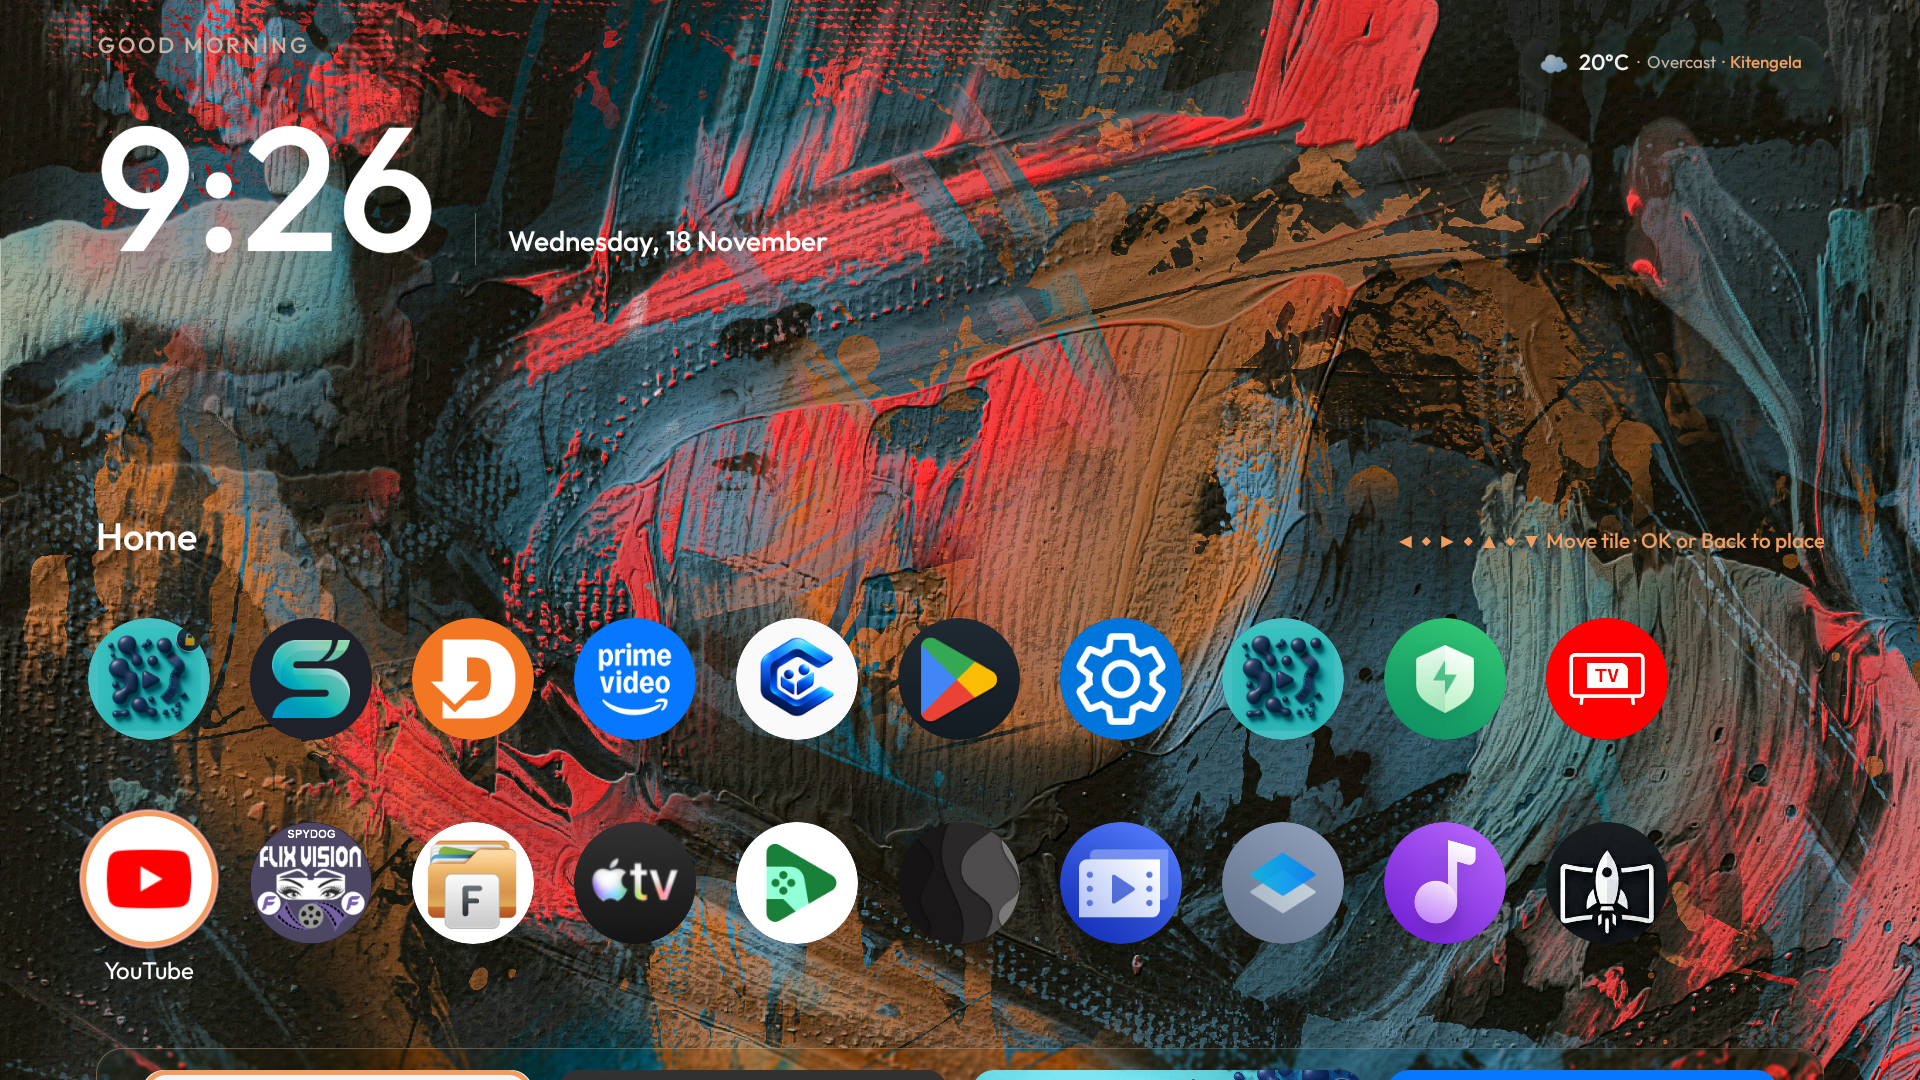 GOOD MORNING
20°C · Overcast · Kitengela
9:26
Wednesday, 18 November
Home
◀ ◆ ▶ ◆ ▲ ◆ ▼ Move tile · OK or Back to place
prime video
TV
SPYDOG
FLIX VISION
F F
F
tv
YouTube